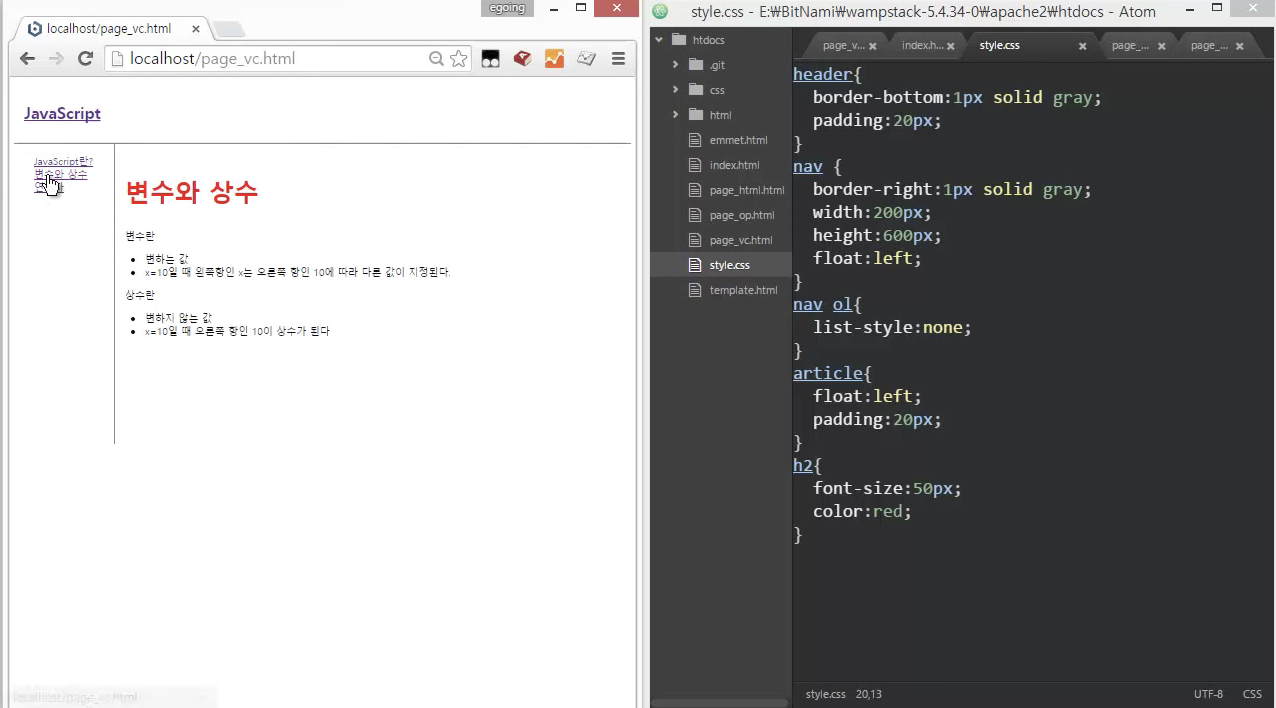 egoing
localhost/page_vc.html
localhost/page_vc.html
JavaScript
JavaScript란?
변수와 상수
변수와 상수
변수란
변하는 값
x=10일 때 왼쪽항인 x는 오른쪽 항인 10에 따라 다른 값이 지정된다.
상수란
변하지 않는 값
x=10일 때 오른쪽 항인 10이 상수가 된다
localhost/page_vc.html
style.css - E:₩BitNami₩wampstack-5.4.34-0₩apache2₩htdocs - Atom
htdocs
.git
css
html
emmet.html
index.html
page_html.html
page_op.html
page_vc.html
style.css
template.html
page_v...
index.h...
style.css
page_...
page_...
header{
border-bottom:1px solid gray;
padding:20px;
}
nav {
border-right:1px solid gray;
width:200px;
height:600px;
float:left;
}
nav ol{
list-style:none;
}
article{
float:left;
padding:20px;
}
h2{
font-size:50px;
color:red;
}
style.css 20,13
UTF-8 CSS